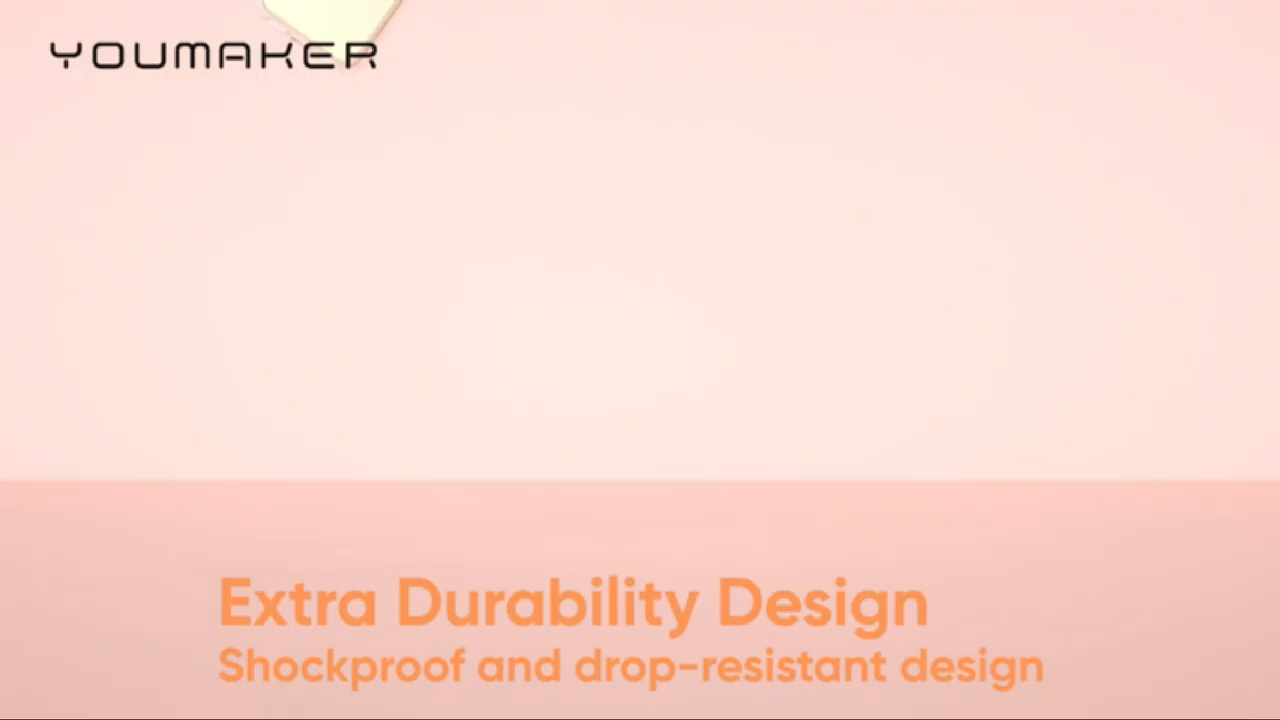 YOUMAKER
Extra Durability Design
Shockproof and drop-resistant design